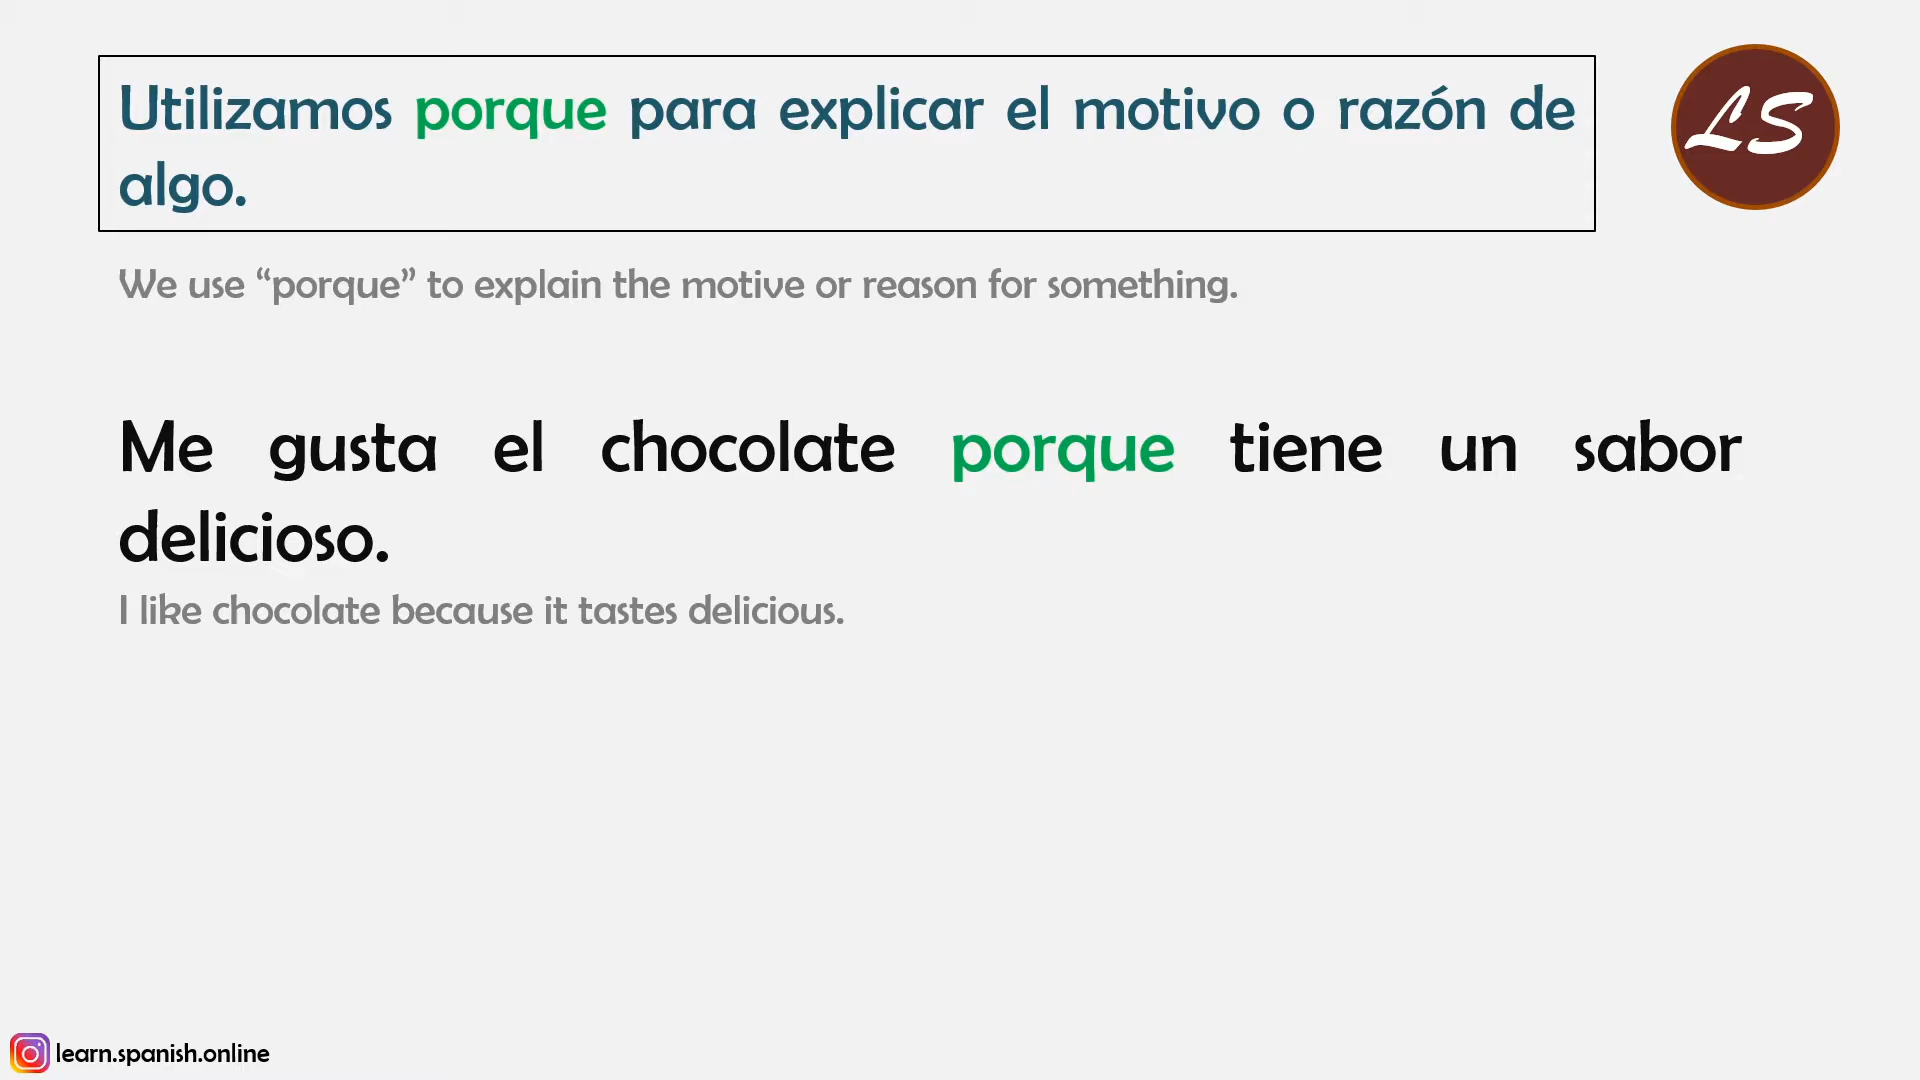 Utilizamos porque para explicar el motivo o razón de
algo.
LS
We use “porque” to explain the motive or reason for something.
Me gusta el chocolate porque tiene un sabor
delicioso.
I like chocolate because it tastes delicious.
learn.spanish.online